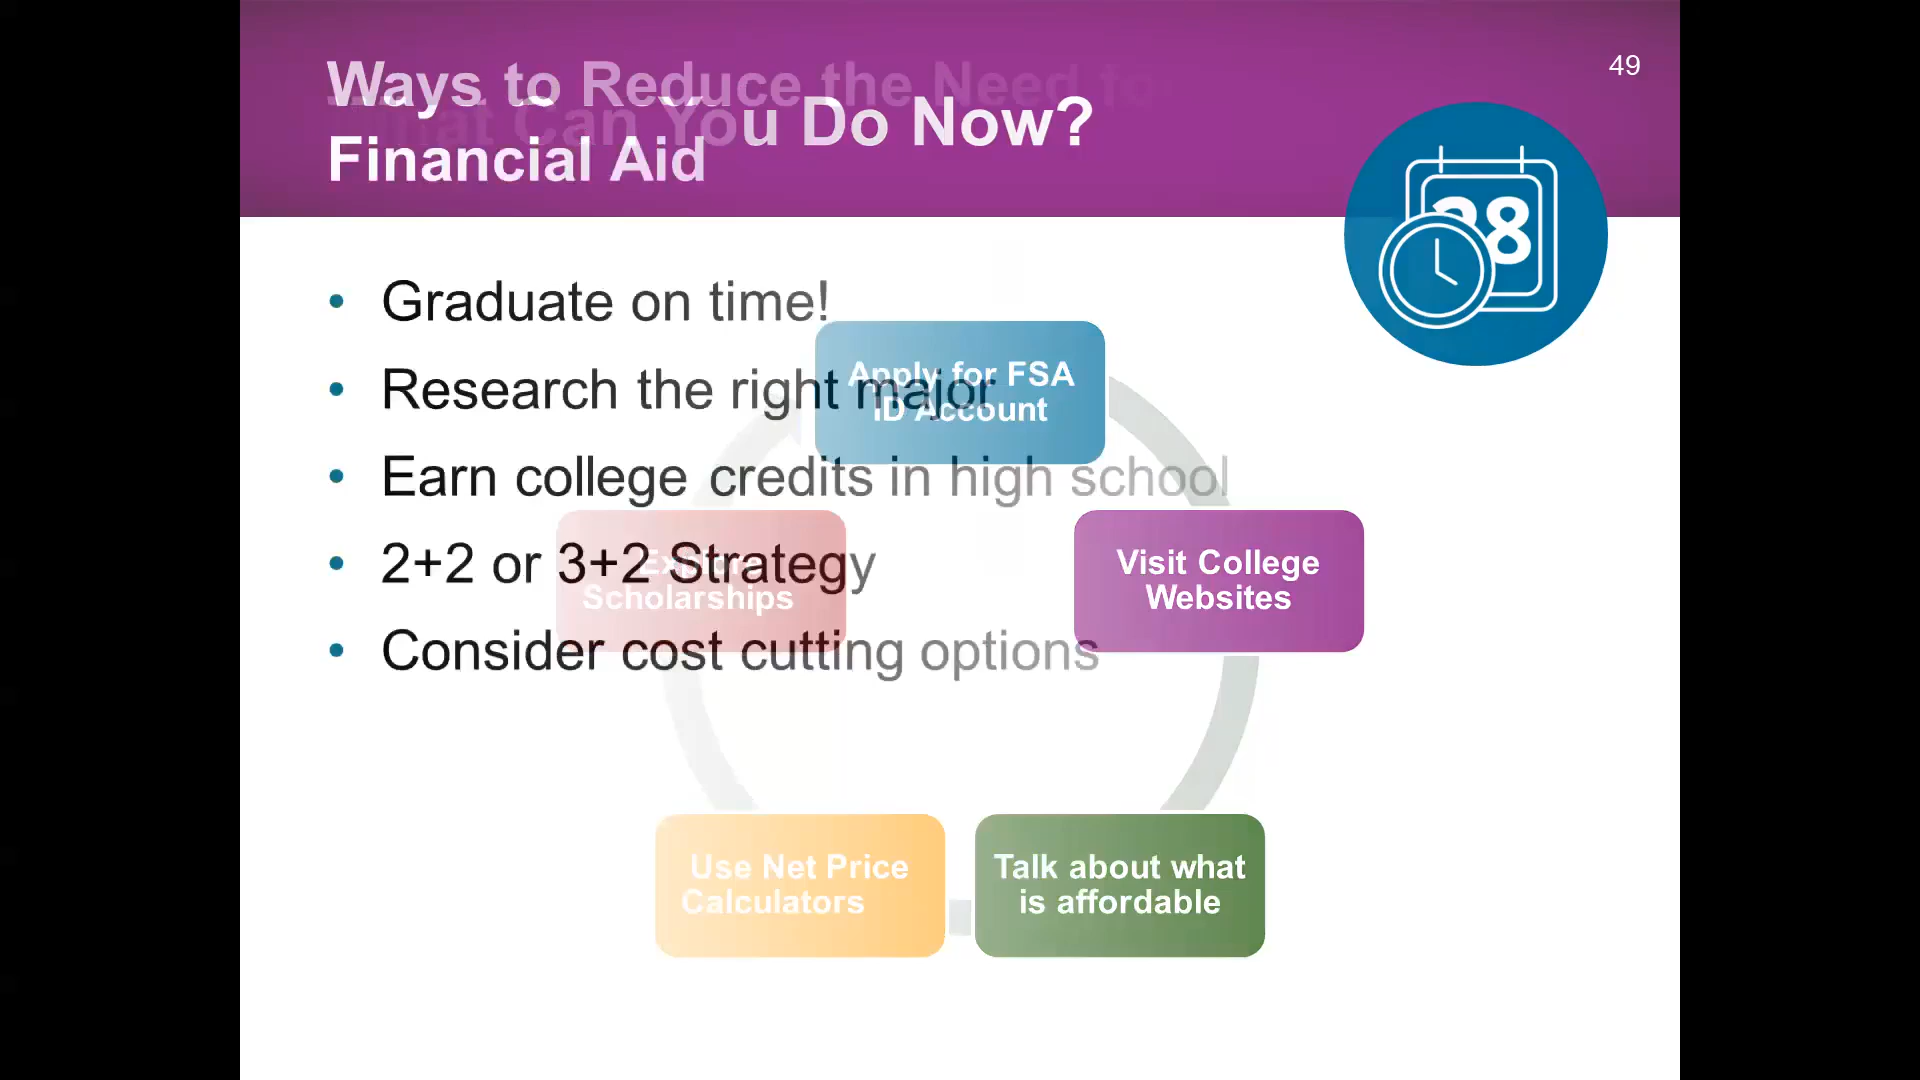 49
Ways to Reduce the Need for
Financial Aid
What Can You Do Now?
28
• Graduate on time!
• Research the right major
• Earn college credits in high school
• 2+2 or 3+2 Strategy
• Consider cost cutting options
Apply for FSA
ID Account
Visit College
Websites
Talk about what
is affordable
Use Net Price
Calculators
Explore
Scholarships